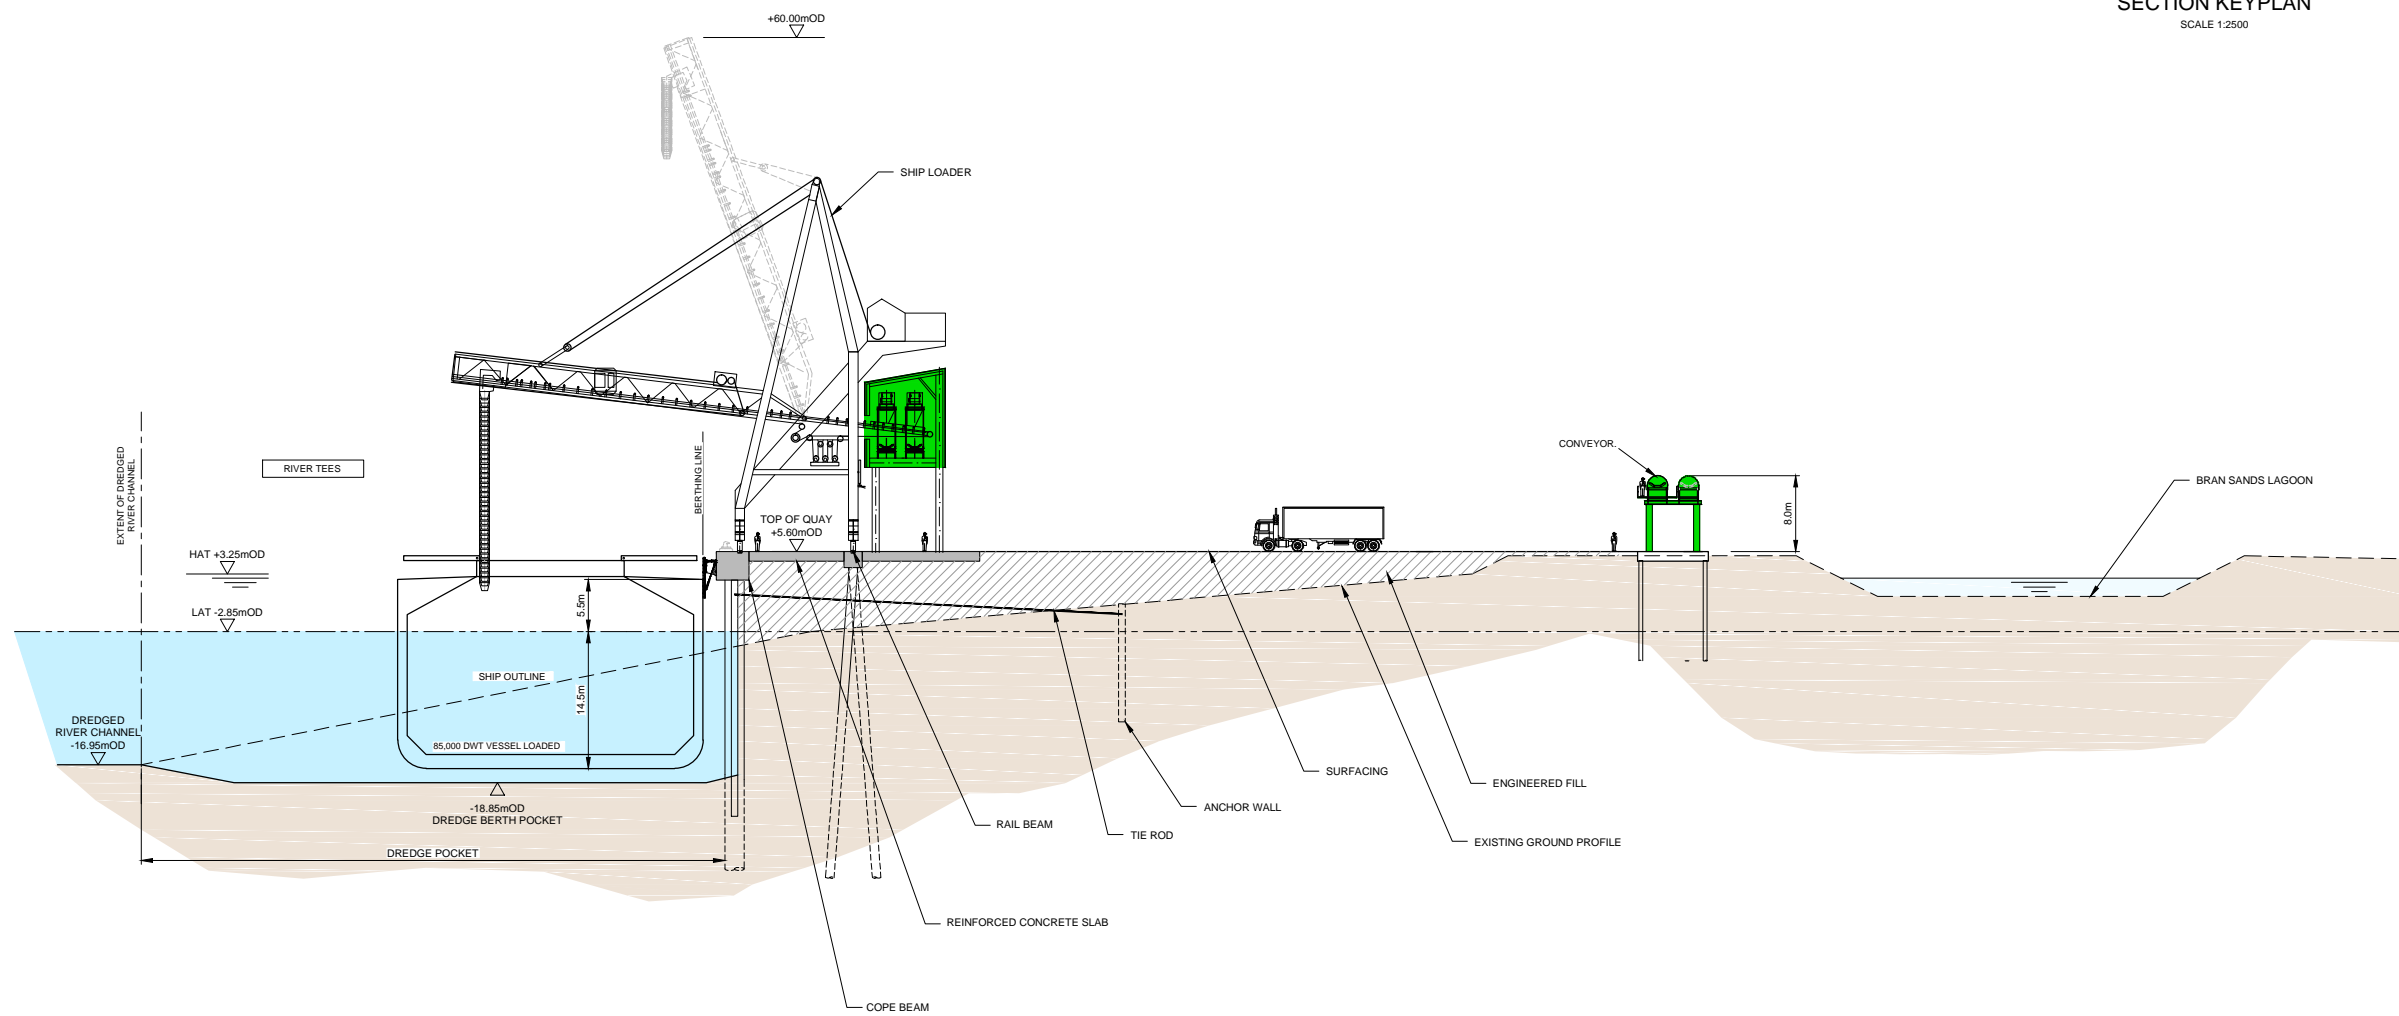 SECTION KEYPLAN
SCALE 1:2500
+60.00mOD
SHIP LOADER
CONVEYOR.
BRAN SANDS LAGOON
8.0m
RIVER TEES
EXTENT OF DREDGED
RIVER CHANNEL
BERTHING LINE
TOP OF QUAY
+5.60mOD
HAT +3.25mOD
LAT -2.85mOD
5.5m
SHIP OUTLINE
14.5m
DREDGED
RIVER CHANNEL
-16.95mOD
85,000 DWT VESSEL LOADED
-18.85mOD
DREDGE BERTH POCKET
DREDGE POCKET
SURFACING
ENGINEERED FILL
ANCHOR WALL
RAIL BEAM
TIE ROD
EXISTING GROUND PROFILE
REINFORCED CONCRETE SLAB
COPE BEAM